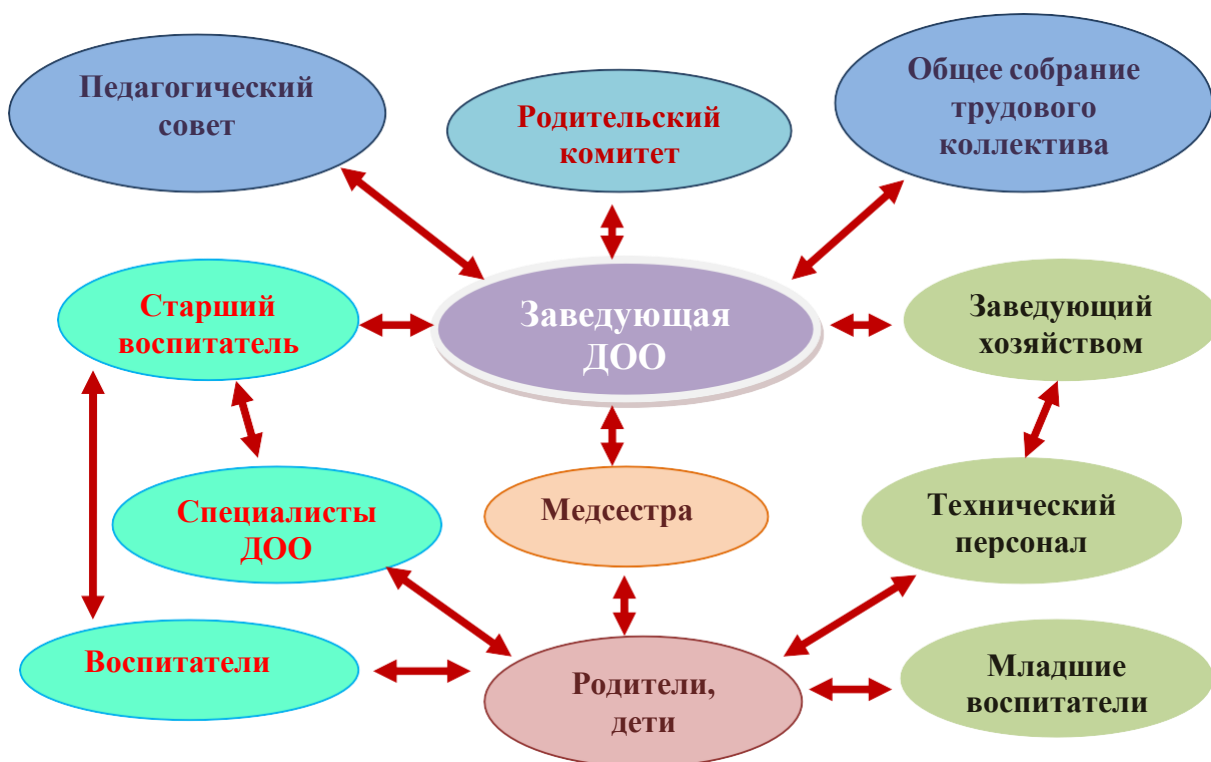 Педагогический
совет
Родительский
комитет
Общее собрание
трудового
коллектива
Старший
воспитатель
Заведующая
ДОО
Заведующий
хозяйством
Специалисты
ДОО
Медсестра
Технический
персонал
Воспитатели
Родители,
дети
Младшие
воспитатели